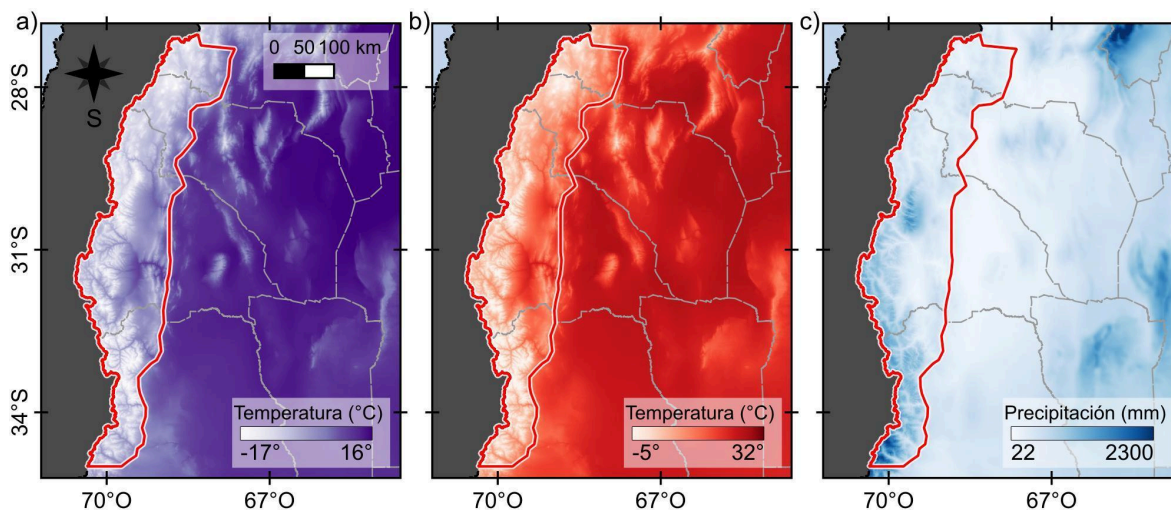 a)
0 50 100 km
S
28°S
31°S
34°S
Temperatura (°C)
-17° 16°
70°O 67°O
b)
Temperatura (°C)
-5° 32°
70°O 67°O
c)
Precipitación (mm)
22 2300
70°O 67°O